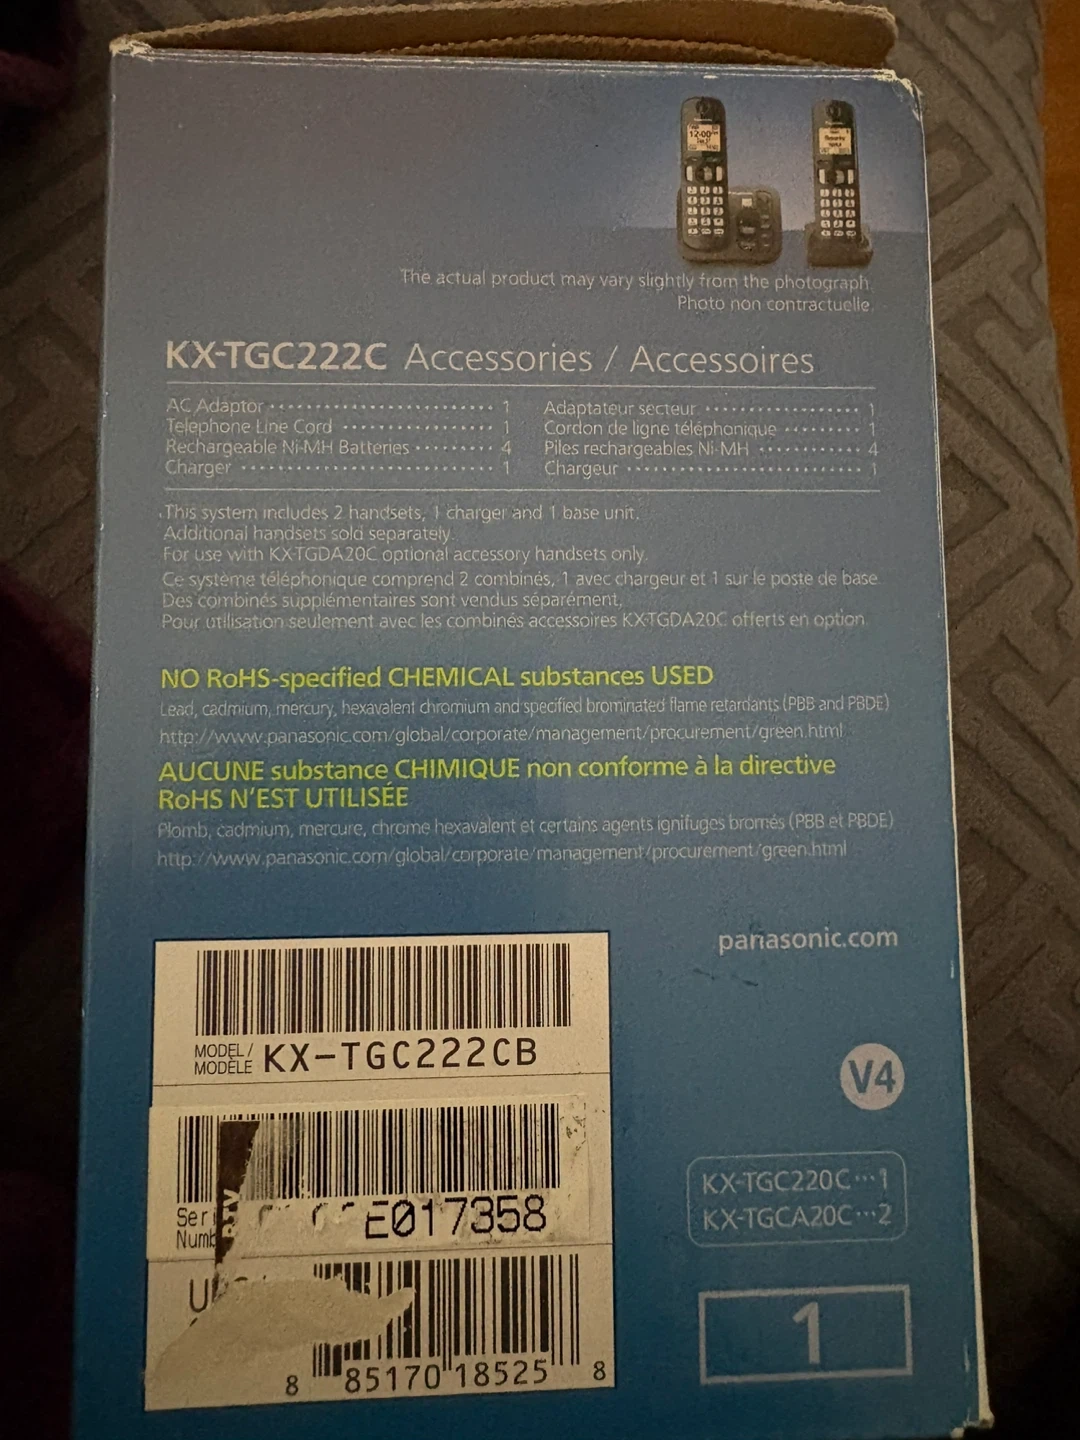 The actual product may vary slightly from the photograph.
Photo non contractuelle.
KX-TGC222C Accessories / Accessoires
AC Adaptor ································ 1
Telephone Line Cord ······················ 1
Rechargeable Ni-MH Batteries ··········· 4
Charger ···································· 1
Adaptateur secteur ······················ 1
Cordon de ligne téléphonique ········· 1
Piles rechargeables Ni-MH ·············· 4
Chargeur ·································· 1
This system includes 2 handsets, 1 charger and 1 base unit.
Additional handsets sold separately.
For use with KX-TGDA20C optional accessory handsets only.
Ce système téléphonique comprend 2 combinés, 1 avec chargeur et 1 sur le poste de base.
Des combinés supplémentaires sont vendus séparément.
Pour utilisation seulement avec les combinés accessoires KX-TGDA20C offerts en option.
NO RoHS-specified CHEMICAL substances USED
Lead, cadmium, mercury, hexavalent chromium and specified brominated flame retardants (PBB and PBDE)
http://www.panasonic.com/global/corporate/management/procurement/green.html
AUCUNE substance CHIMIQUE non conforme à la directive
RoHS N'EST UTILISÉE
Plomb, cadmium, mercure, chrome hexavalent et certains agents ignifuges bromés (PBB et PBDE)
http://www.panasonic.com/global/corporate/management/procurement/green.html
panasonic.com
MODEL/
MODÈLE KX-TGC222CB
V4
Seri
Numb
E017358
KX-TGC220C···1
KX-TGCA20C···2
8 85170 18525 8
1